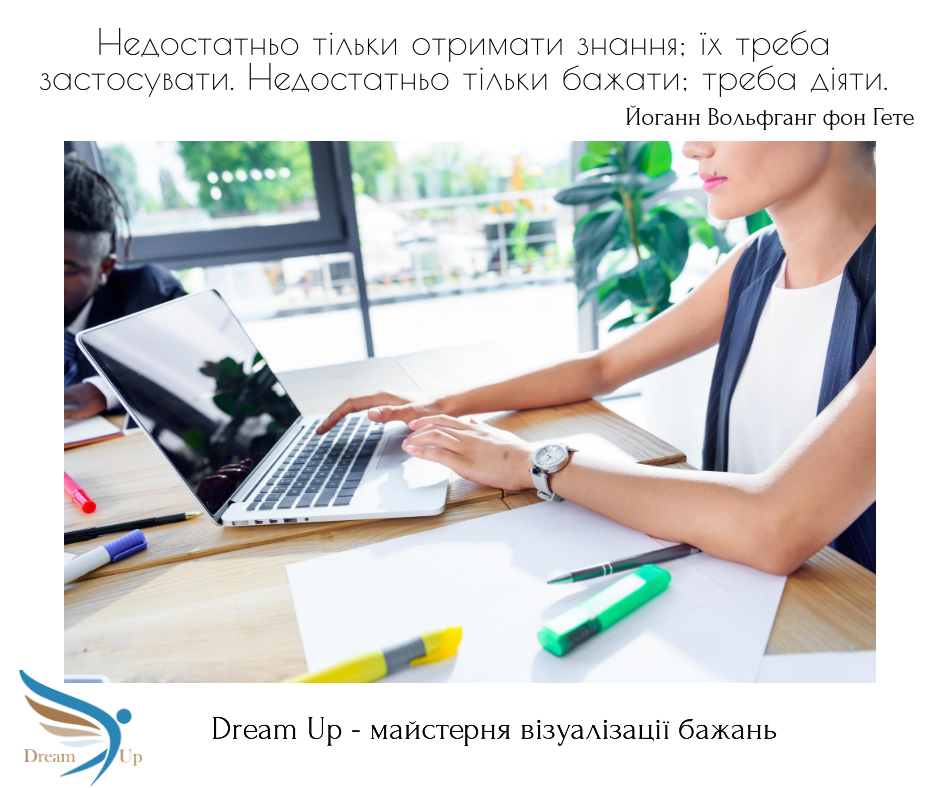 Недостатньо тільки отримати знання; їх треба
застосувати. Недостатньо тільки бажати; треба діяти.
Йоганн Вольфганг фон Гете
Dream Up
Dream Up - майстерня візуалізації бажань